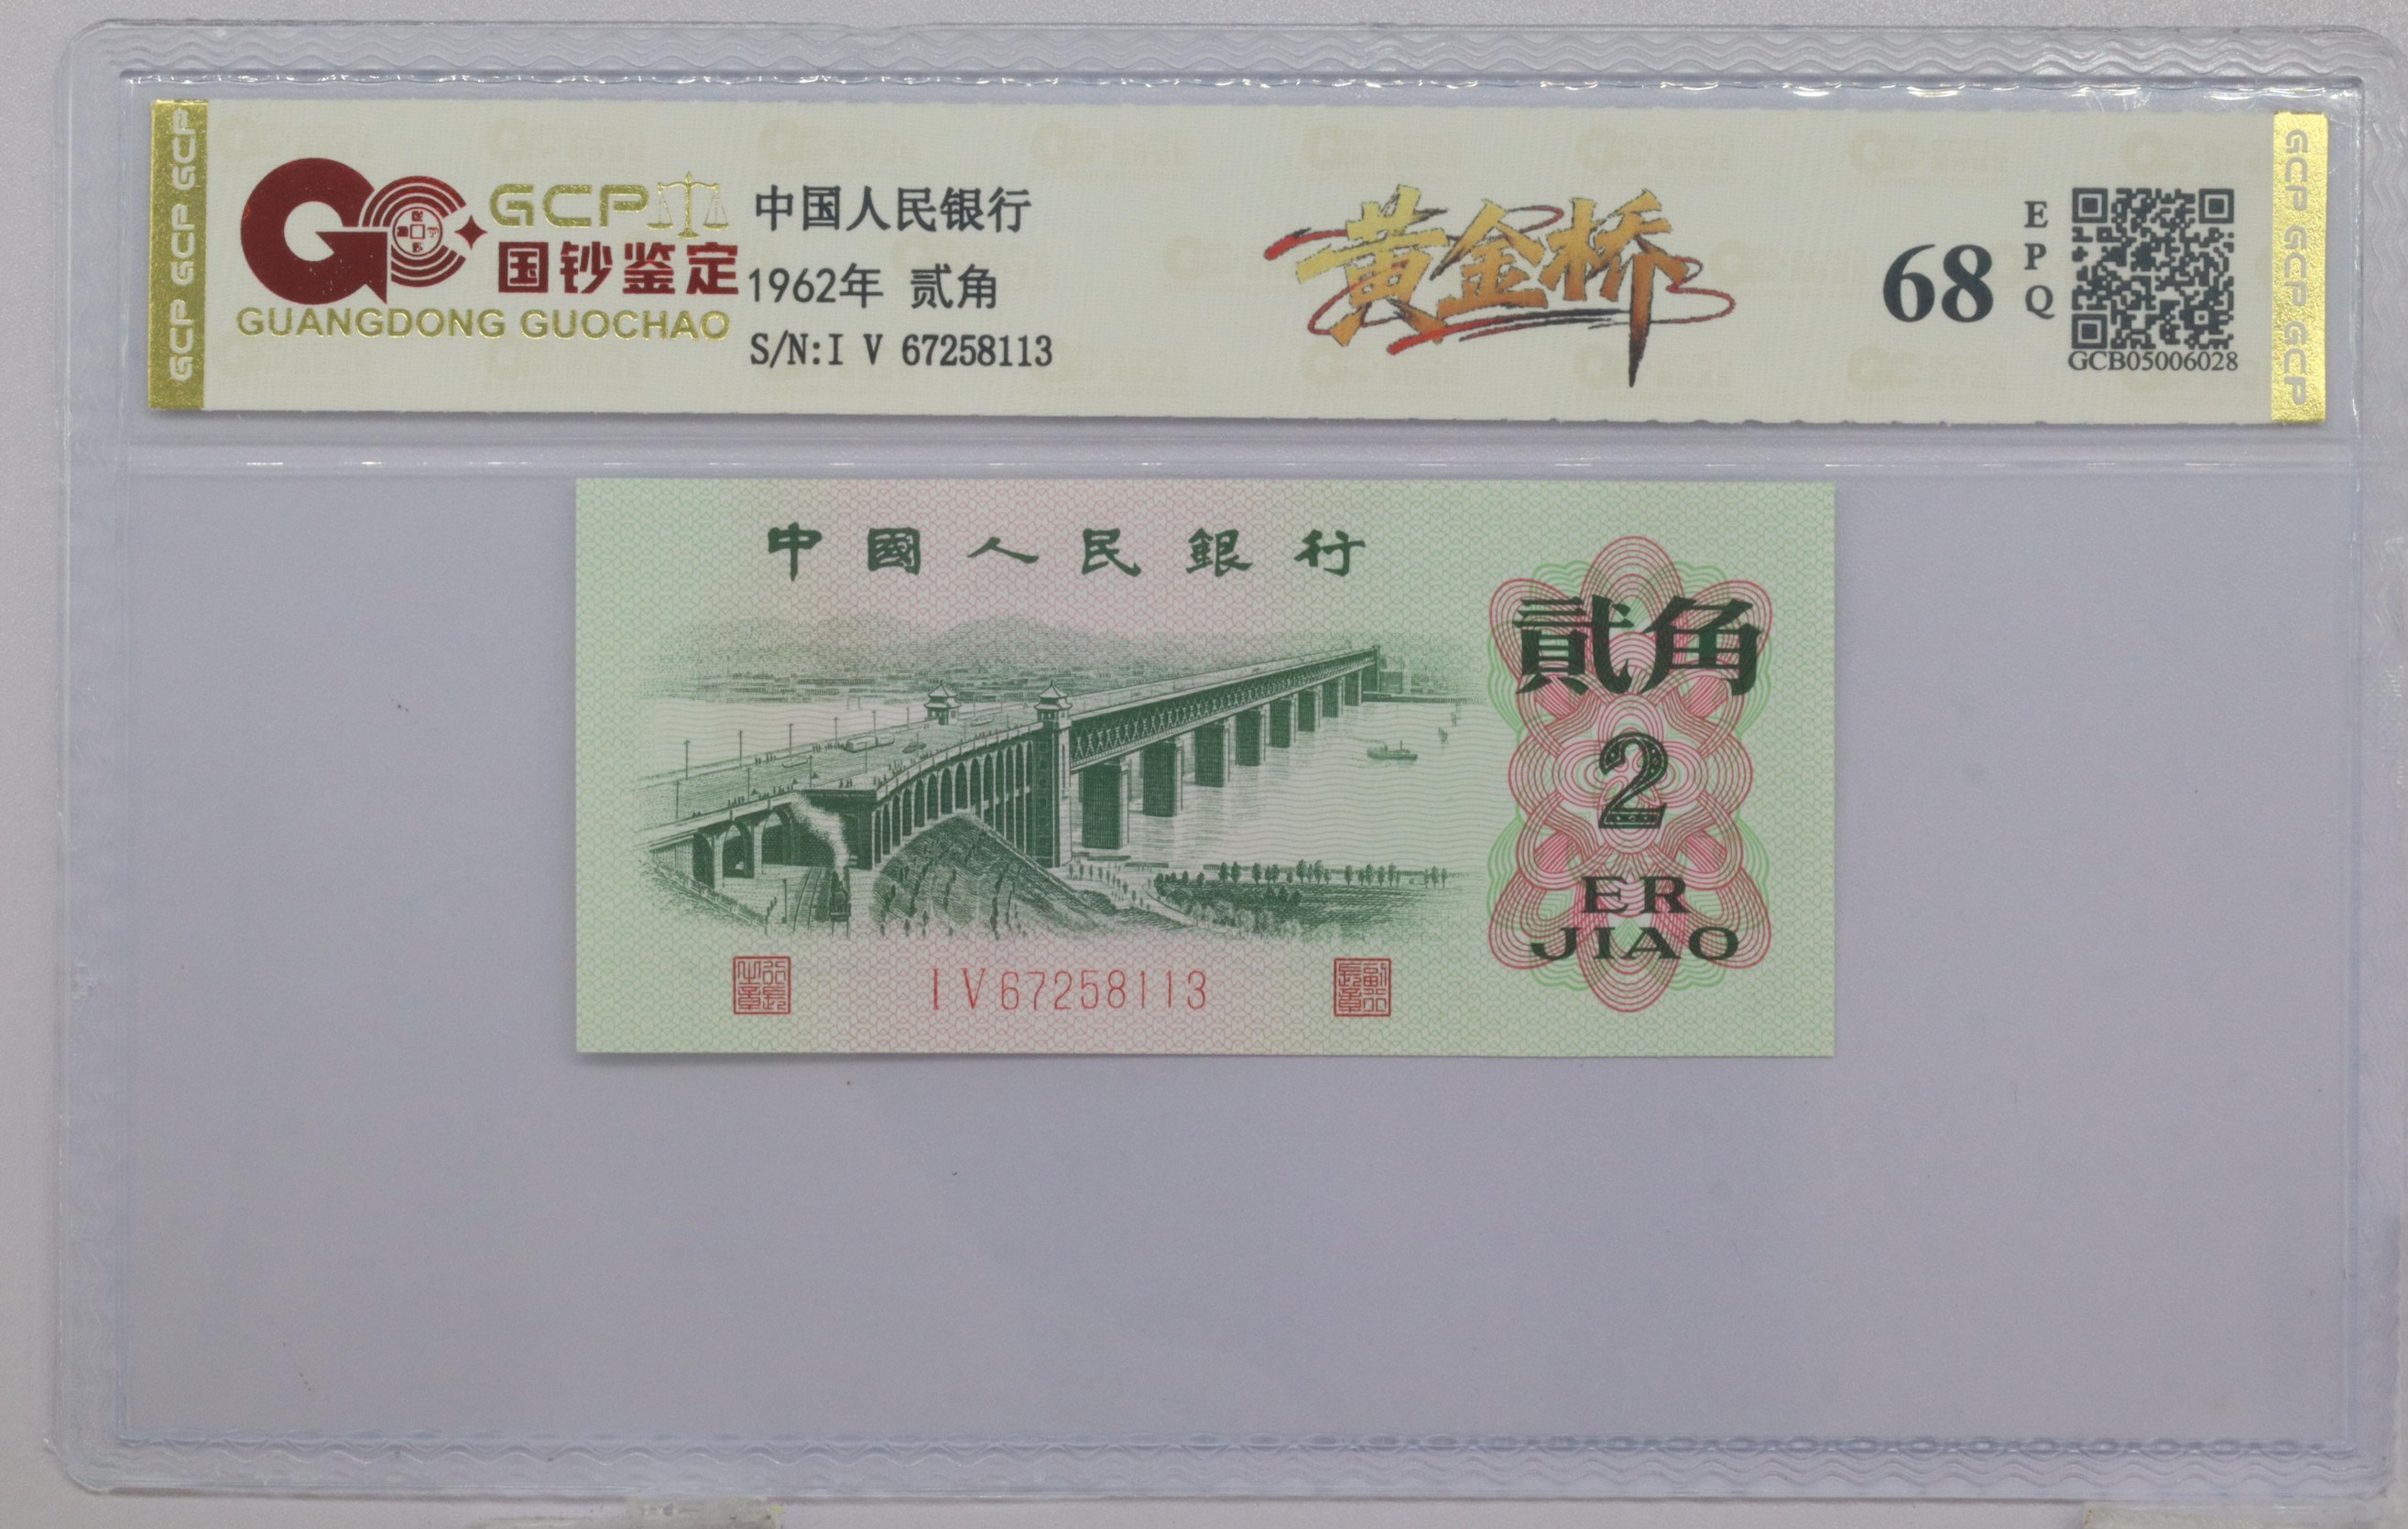 GCP GCP GCP
GCP
国钞鉴定
GUANGDONG GUOCHAO
中国人民银行
1962年 贰角
S/N:I V 67258113
黄金桥
68
EPQ
GCB05006028
GCP GCP GCP
中國人民銀行
貳角
2
ER
JIAO
I V 67258113